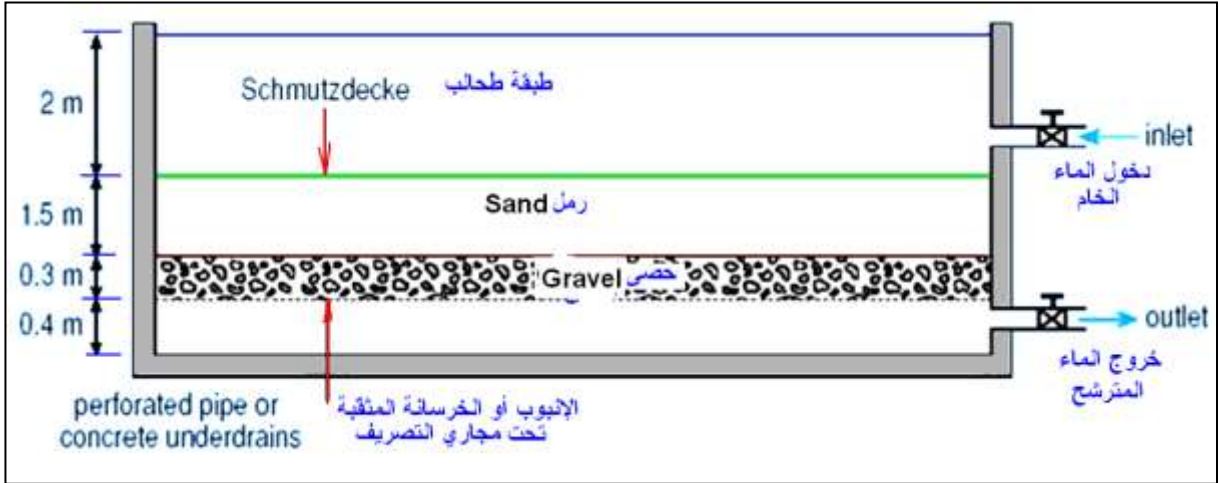 2 m
Schmutzdecke
طبقة طحالب
inlet
دخول الماء
الخام
1.5 m
Sand رمل
0.3 m
Gravel حصى
0.4 m
outlet
خروج الماء
المترشح
perforated pipe or
concrete underdrains
الإنبوب أو الخرسانة المثقبة
تحت مجاري التصريف